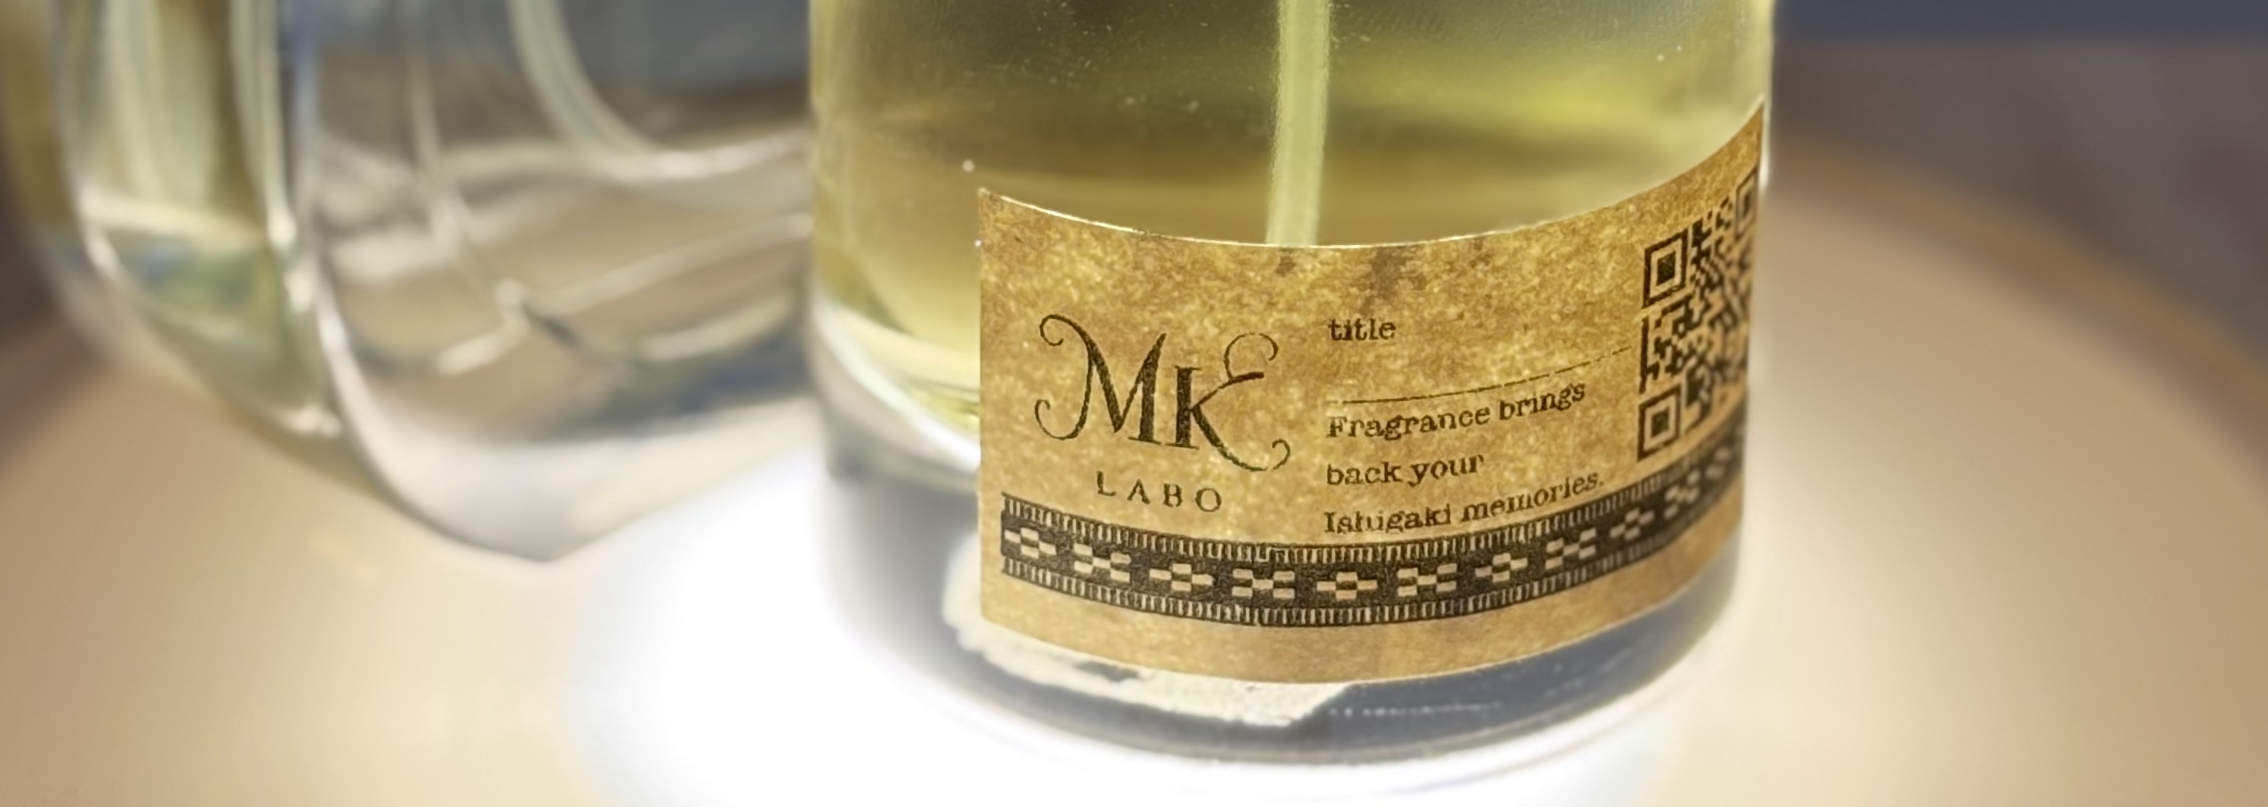 MK
LABO
title
Fragrance brings
back your
Ishigaki memories.